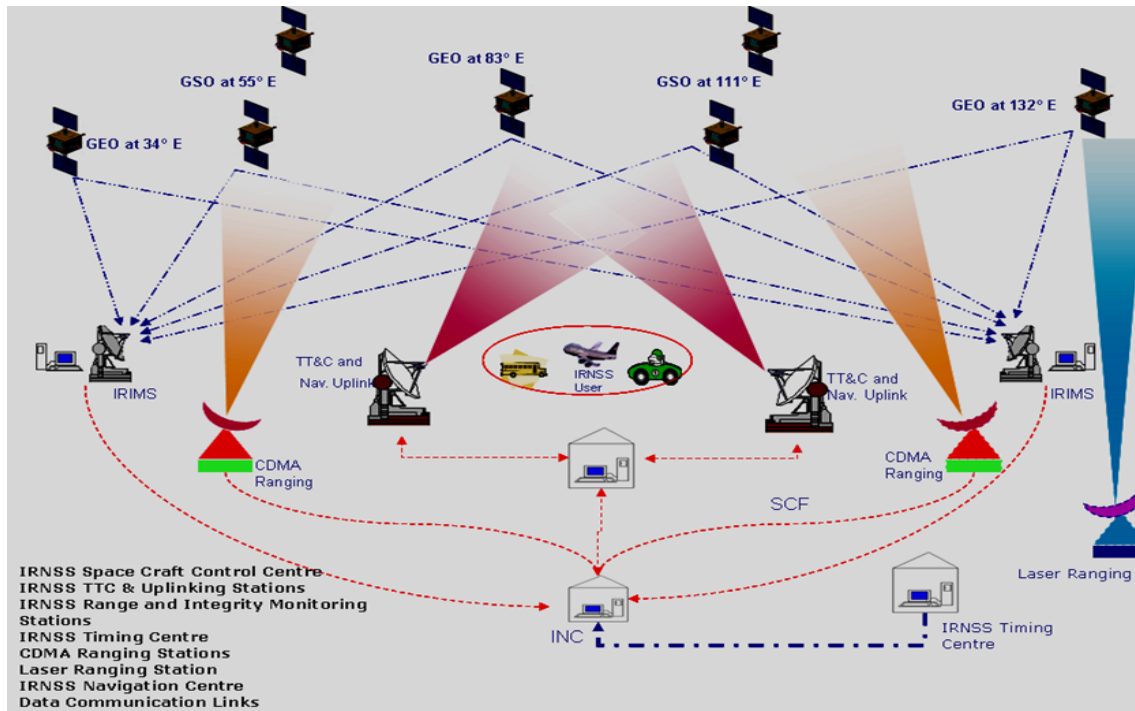 GEO at 83° E
GSO at 55° E
GSO at 111° E
GEO at 132° E
GEO at 34° E
TT&C and
Nav. Uplink
IRNSS
User
TT&C and
Nav. Uplink
IRIMS
IRIMS
CDMA
Ranging
CDMA
Ranging
SCF
Laser Ranging
INC
IRNSS Timing
Centre
IRNSS Space Craft Control Centre
IRNSS TTC & Uplinking Stations
IRNSS Range and Integrity Monitoring
Stations
IRNSS Timing Centre
CDMA Ranging Stations
Laser Ranging Station
IRNSS Navigation Centre
Data Communication Links